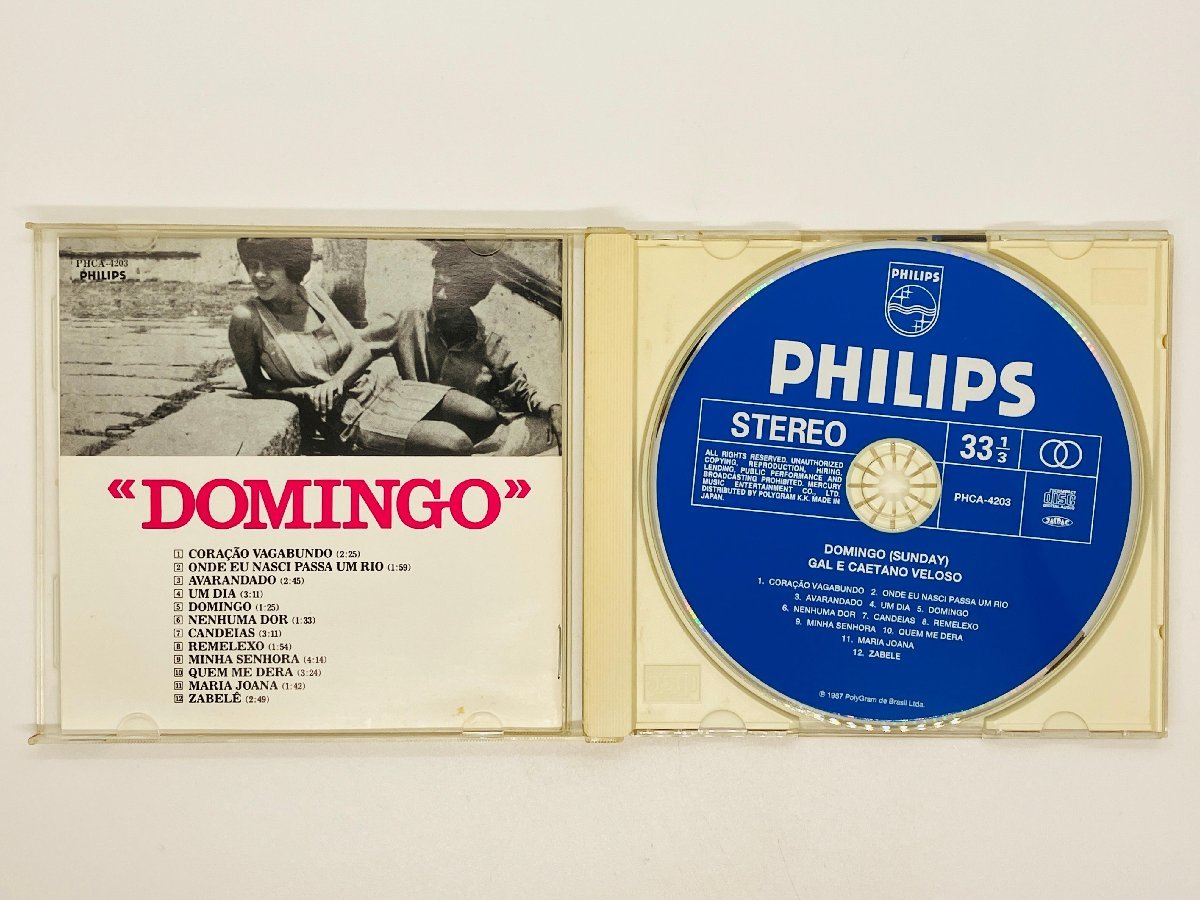 PHCA-4203
PHILIPS
«DOMINGO»
1 CORAÇÃO VAGABUNDO (2:25)
2 ONDE EU NASCI PASSA UM RIO (1:59)
3 AVARANDADO (2:45)
4 UM DIA (3:11)
5 DOMINGO (1:25)
6 NENHUMA DOR (1:33)
7 CANDEIAS (3:11)
8 REMELEXO (1:54)
9 MINHA SENHORA (4:14)
10 QUEM ME DERA (3:24)
11 MARIA JOANA (1:42)
12 ZABELÊ (2:49)
PHILIPS
PHILIPS
STEREO
33 1/3
ALL RIGHTS RESERVED. UNAUTHORIZED
COPYING, REPRODUCTION, HIRING,
LENDING, PUBLIC PERFORMANCE AND
BROADCASTING PROHIBITED. MERCURY
MUSIC ENTERTAINMENT CO., LTD.
DISTRIBUTED BY POLYGRAM K.K. MADE IN
JAPAN.
PHCA-4203
COMPACT
disc
DIGITAL AUDIO
JASRAC
DOMINGO (SUNDAY)
GAL E CAETANO VELOSO
1. CORAÇÃO VAGABUNDO 2. ONDE EU NASCI PASSA UM RIO
3. AVARANDADO 4. UM DIA 5. DOMINGO
6. NENHUMA DOR 7. CANDEIAS 8. REMELEXO
9. MINHA SENHORA 10. QUEM ME DERA
11. MARIA JOANA
12. ZABELE
℗ 1967 PolyGram de Brasil Ltda.